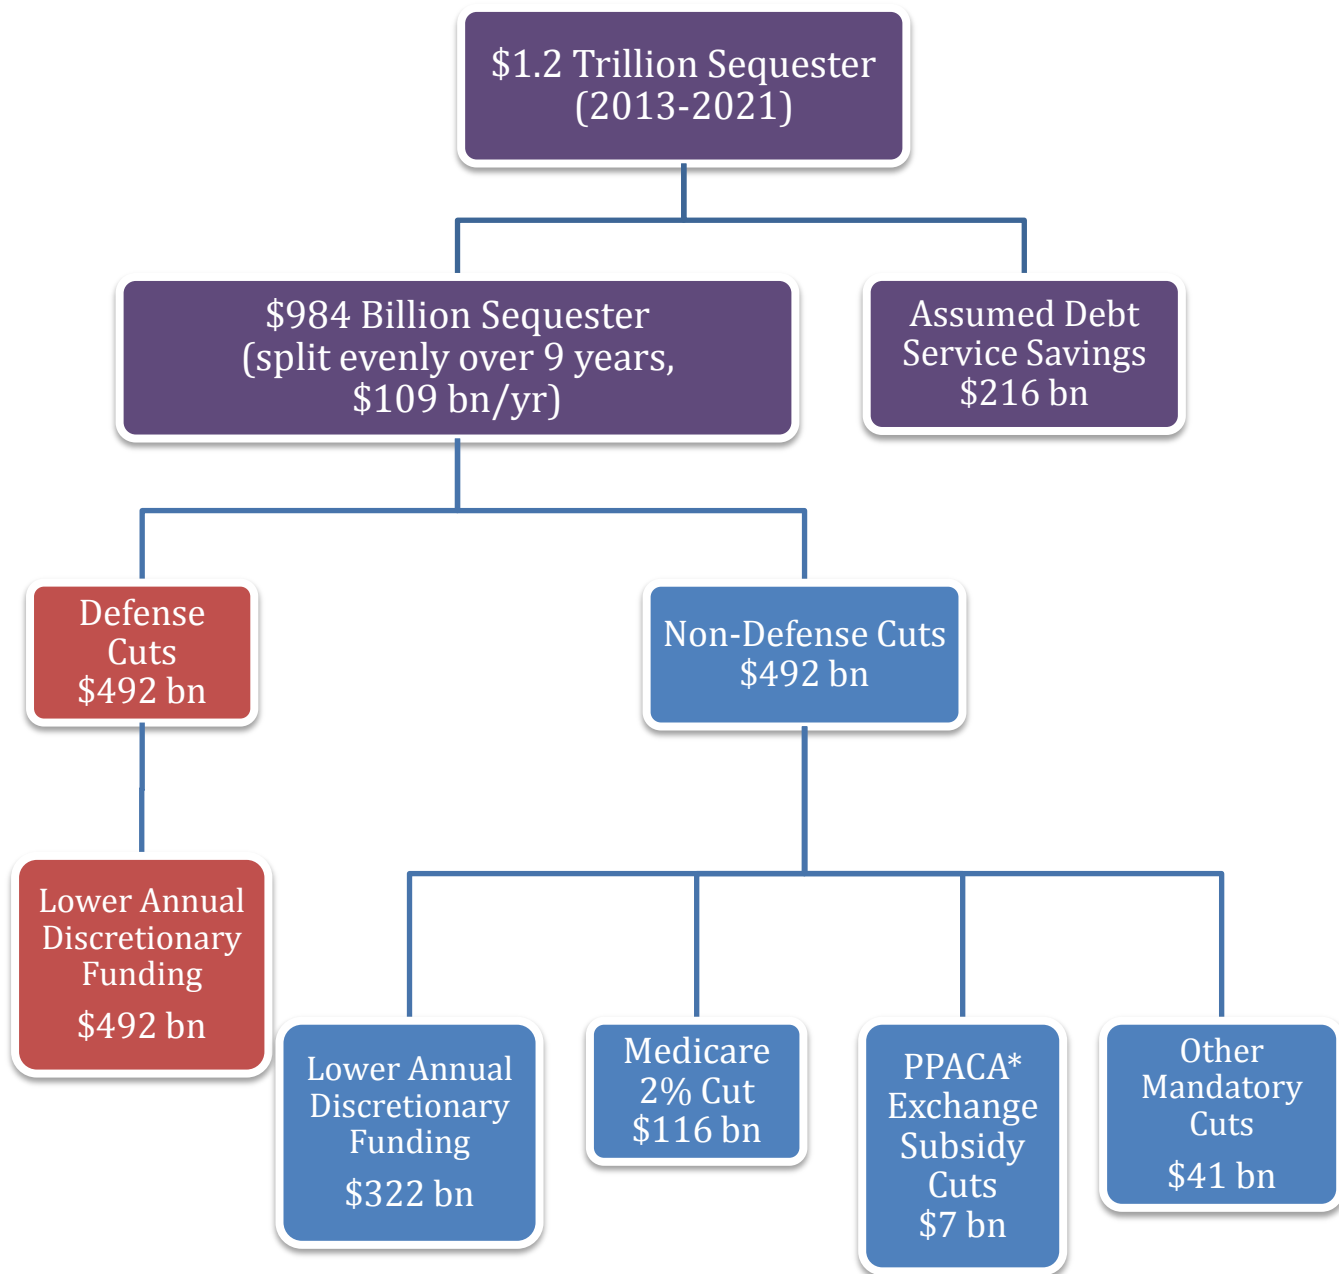 $1.2 Trillion Sequester
(2013-2021)
$984 Billion Sequester
(split evenly over 9 years,
$109 bn/yr)
Assumed Debt
Service Savings
$216 bn
Defense
Cuts
$492 bn
Non-Defense Cuts
$492 bn
Lower Annual
Discretionary
Funding
$492 bn
Lower Annual
Discretionary
Funding
$322 bn
Medicare
2% Cut
$116 bn
PPACA*
Exchange
Subsidy
Cuts
$7 bn
Other
Mandatory
Cuts
$41 bn